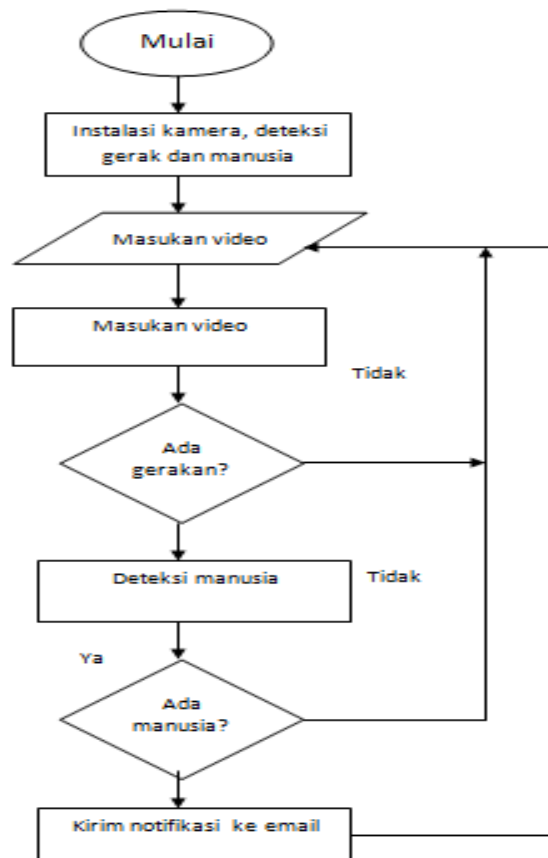 Mulai
Instalasi kamera, deteksi
gerak dan manusia
Masukan video
Masukan video
Tidak
Ada
gerakan?
Deteksi manusia
Tidak
Ya
Ada
manusia?
Kirim notifikasi ke email